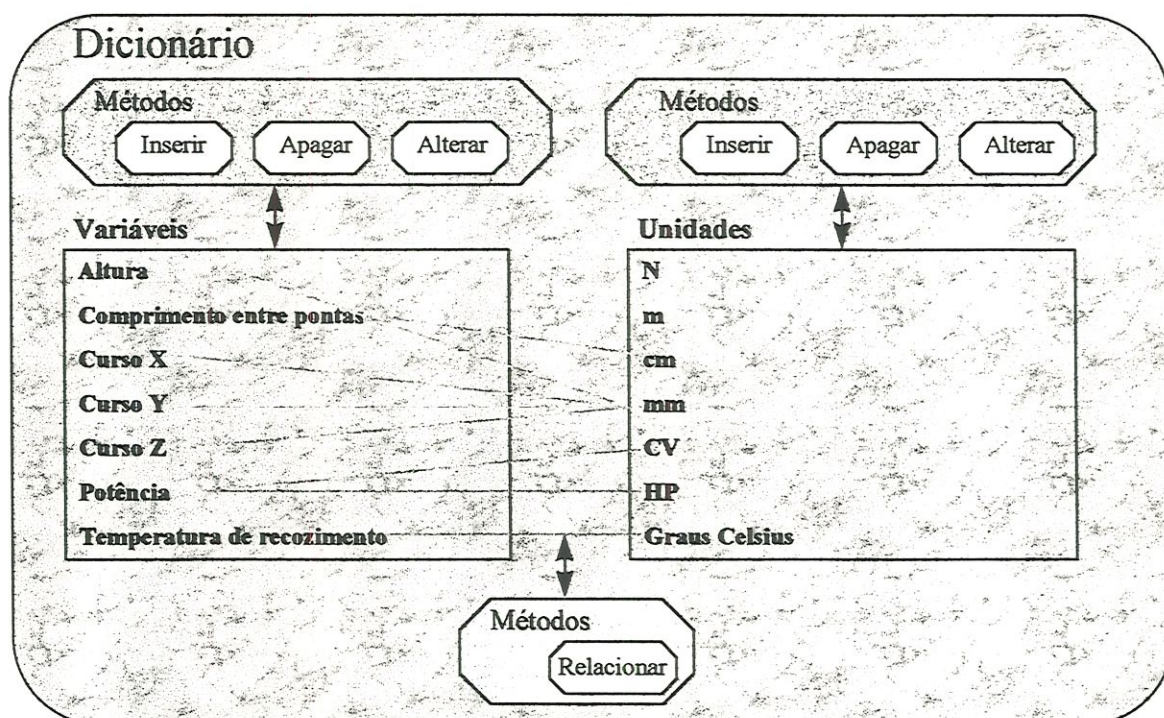 Dicionário
Métodos
Inserir Apagar Alterar
Métodos
Inserir Apagar Alterar
Variáveis
Altura
Comprimento entre pontas
Curso X
Curso Y
Curso Z
Potência
Temperatura de recozimento
Unidades
N
m
cm
mm
CV
HP
Graus Celsius
Métodos
Relacionar